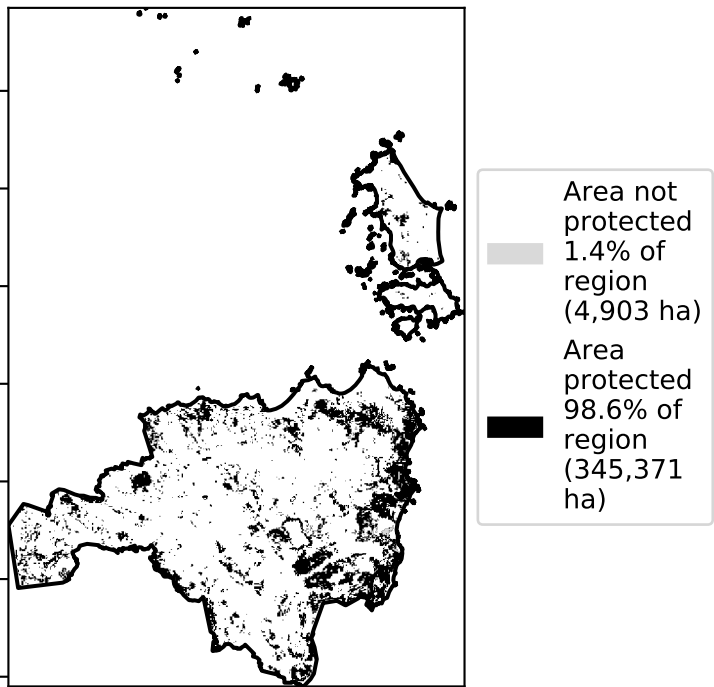 Area not
protected
1.4% of
region
(4,903 ha)
Area
protected
98.6% of
region
(345,371
ha)